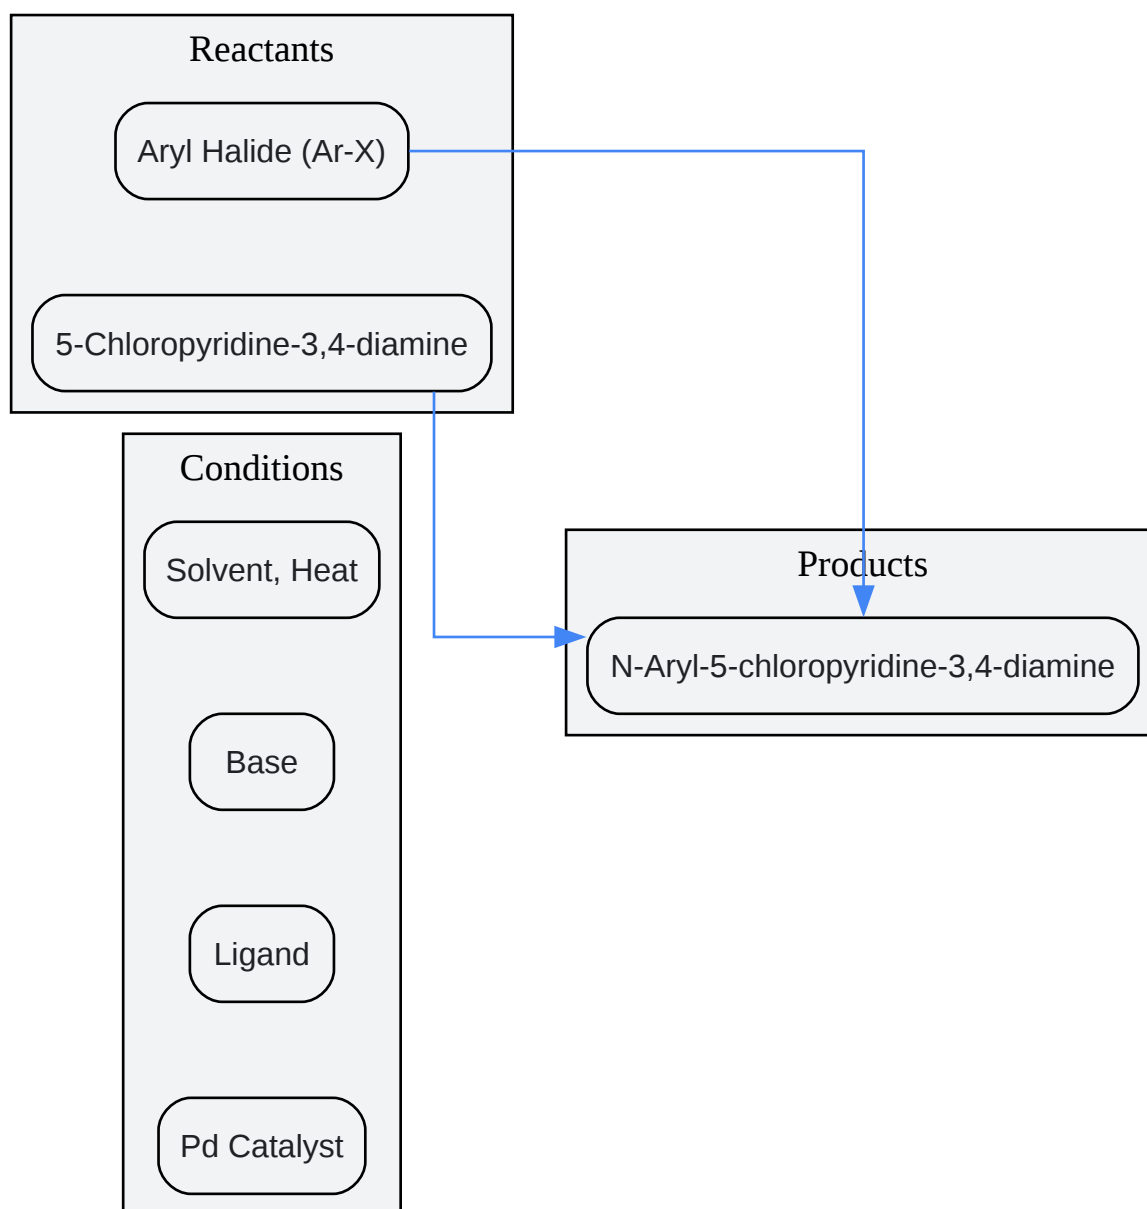 Reactants
Aryl Halide (Ar-X)
5-Chloropyridine-3,4-diamine
Conditions
Solvent, Heat
Base
Ligand
Pd Catalyst
Products
N-Aryl-5-chloropyridine-3,4-diamine